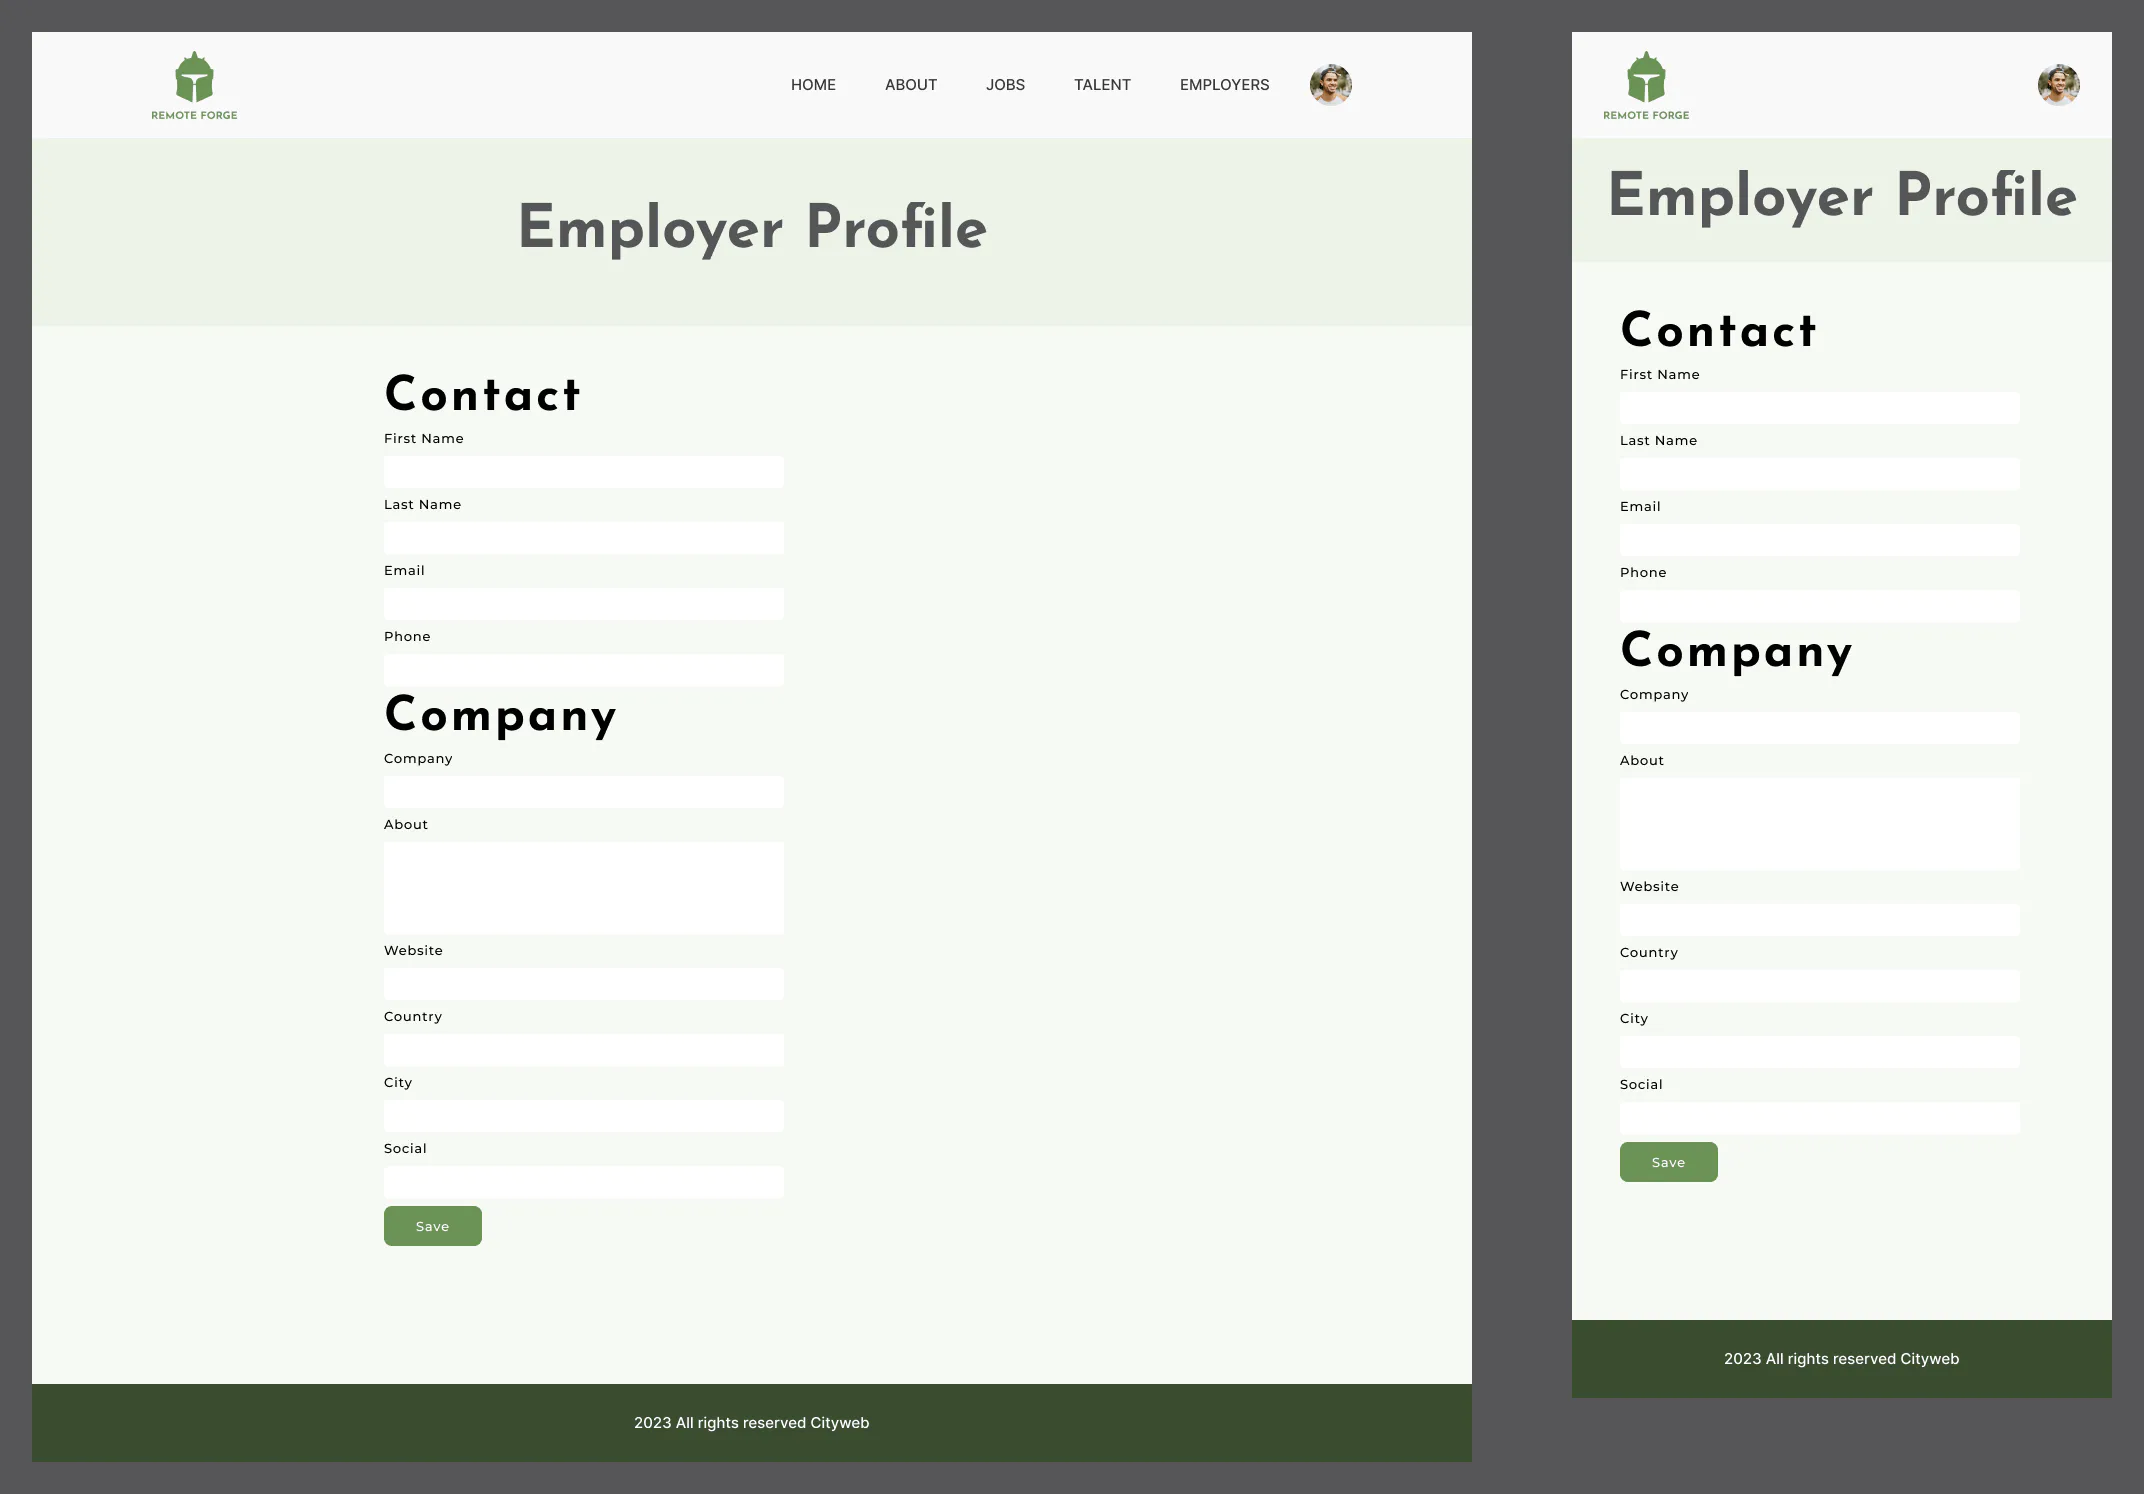 REMOTE FORGE
HOME ABOUT JOBS TALENT EMPLOYERS
Employer Profile
Contact
First Name
Last Name
Email
Phone
Company
Company
About
Website
Country
City
Social
Save
2023 All rights reserved Cityweb
REMOTE FORGE
Employer Profile
Contact
First Name
Last Name
Email
Phone
Company
Company
About
Website
Country
City
Social
Save
2023 All rights reserved Cityweb